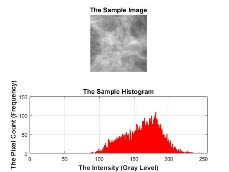 The Sample Image
The Sample Histogram
150
100
50
0
0 50 100 150 200 250
The Pixel Count (Frequency)
The Intensity (Gray Level)